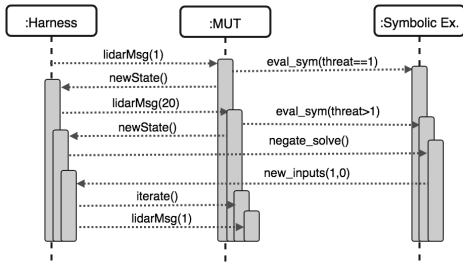 :Harness
:MUT
:Symbolic Ex.
lidarMsg(1)
eval_sym(threat==1)
newState()
lidarMsg(20)
eval_sym(threat>1)
newState()
negate_solve()
new_inputs(1,0)
iterate()
lidarMsg(1)